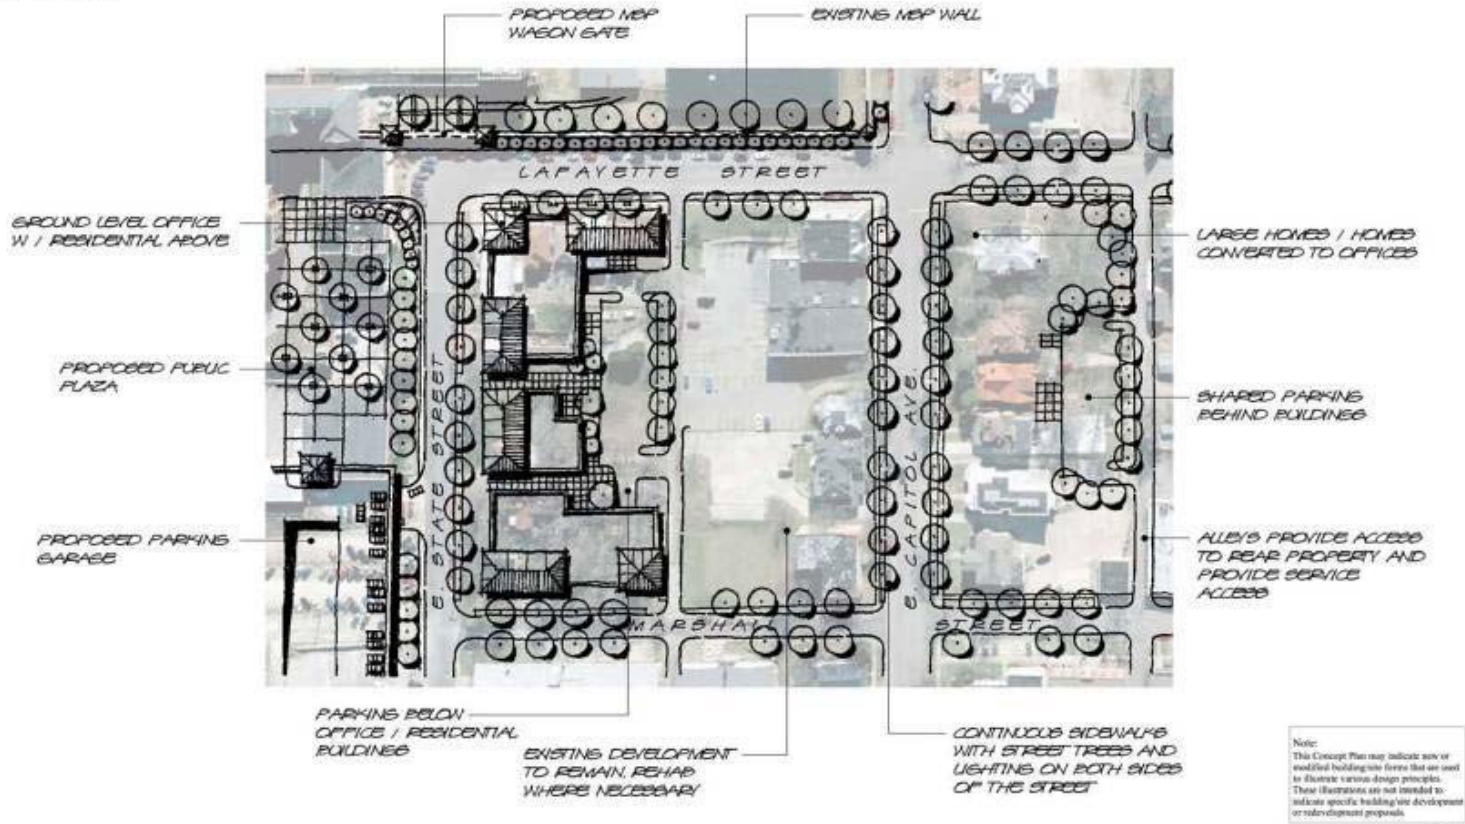 PROPOSED MSP
WAGON GATE
EXISTING MSP WALL
LAFAYETTE STREET
GROUND LEVEL OFFICE
W / RESIDENTIAL ABOVE
LARGE HOMES / HOMES
CONVERTED TO OFFICES
PROPOSED PUBLIC
PLAZA
E. STATE STREET
E. CAPITOL AVE.
SHARED PARKING
BEHIND BUILDINGS
PROPOSED PARKING
GARAGE
ALLEYS PROVIDE ACCESS
TO REAR PROPERTY AND
PROVIDE SERVICE
ACCESS
MARSHALL STREET
PARKING BELOW
OFFICE / RESIDENTIAL
BUILDINGS
EXISTING DEVELOPMENT
TO REMAIN, REHAB
WHERE NECESSARY
CONTINUOUS SIDEWALKS
WITH STREET TREES AND
LIGHTING ON BOTH SIDES
OF THE STREET
Note:
This Concept Plan may indicate new or
modified building/site forms that are used
to illustrate various design principles.
These illustrations are not intended to
indicate specific building/site development
or redevelopment proposals.